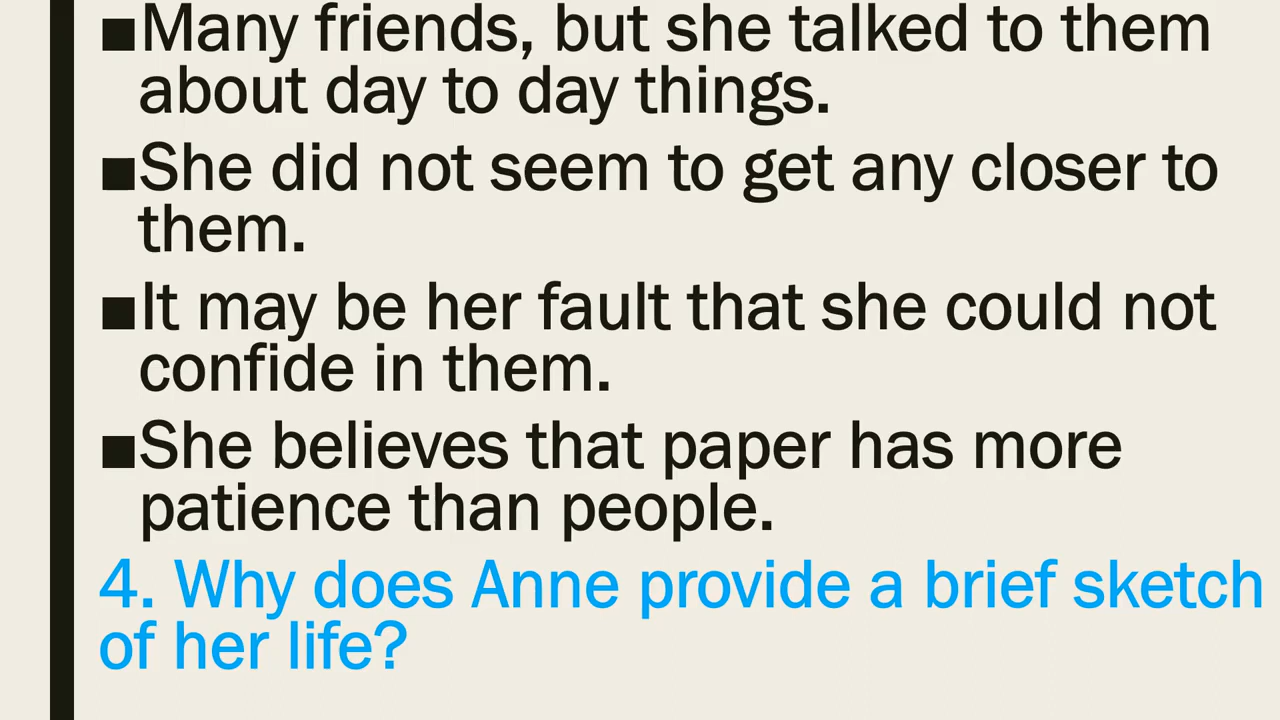 ■Many friends, but she talked to them
about day to day things.
■She did not seem to get any closer to
them.
■It may be her fault that she could not
confide in them.
■She believes that paper has more
patience than people.
4. Why does Anne provide a brief sketch
of her life?